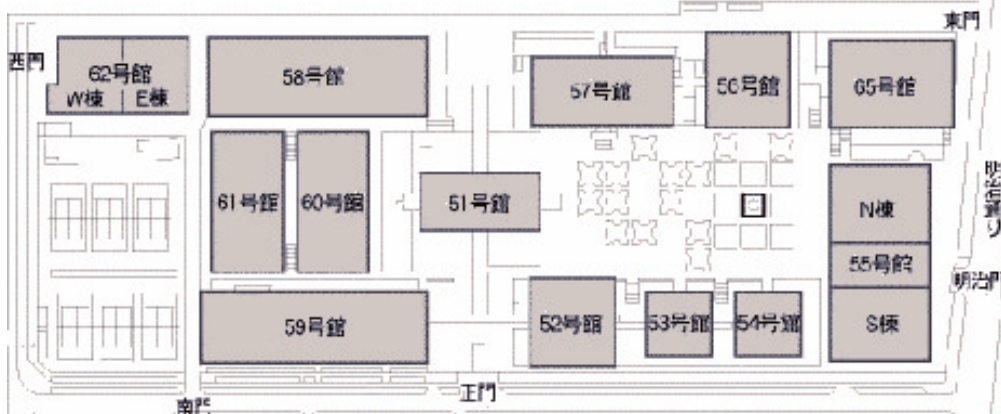 東門
西門
62号館
W棟 E棟
58号館
57号館
56号館
65号館
61号館
60号館
51号館
N棟
55号館
S棟
明治通り
明治門
59号館
52号館
53号館
54号館
正門
南門